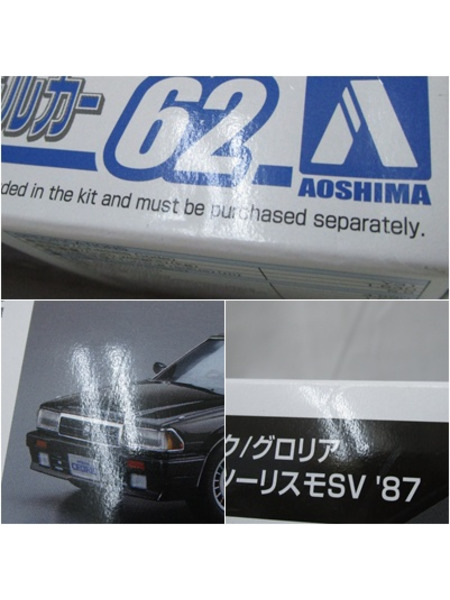 ルカー
62
AOSHIMA
ded in the kit and must be purchased separately.
ク/グロリア
ツーリスモSV '87